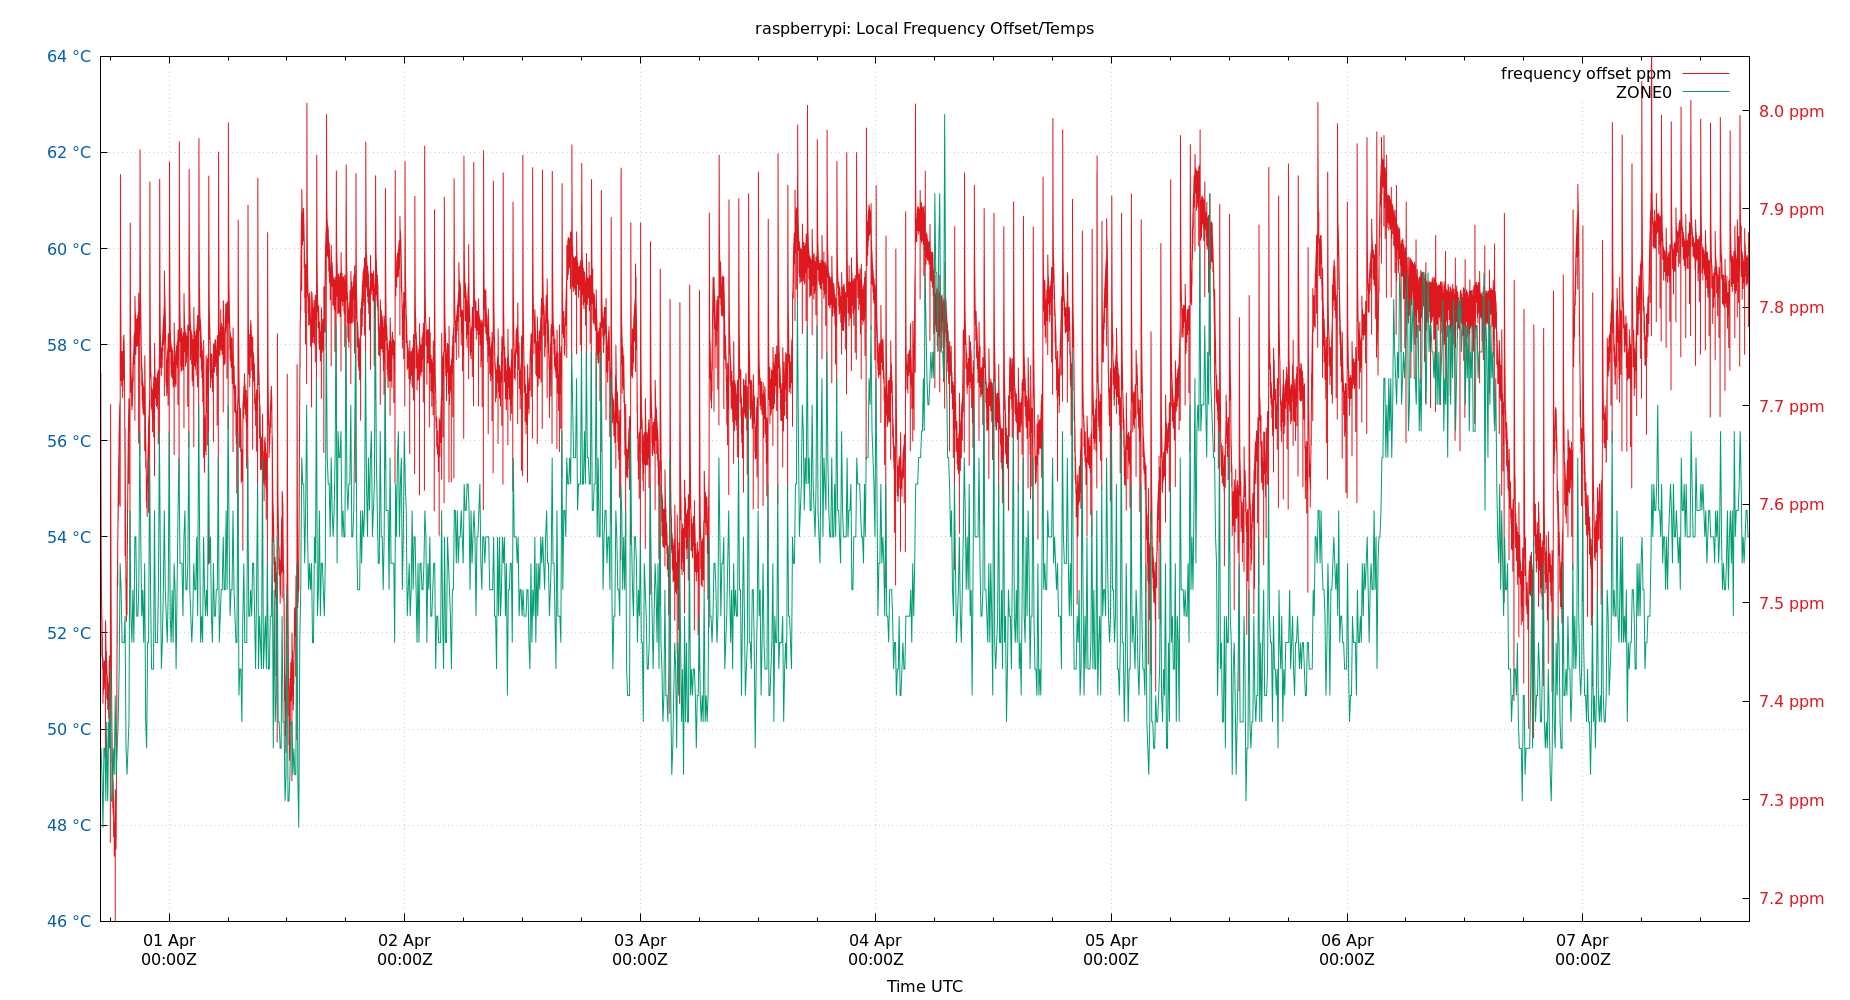 raspberrypi: Local Frequency Offset/Temps
64 °C
62 °C
60 °C
58 °C
56 °C
54 °C
52 °C
50 °C
48 °C
46 °C
frequency offset ppm
ZONE0
8.0 ppm
7.9 ppm
7.8 ppm
7.7 ppm
7.6 ppm
7.5 ppm
7.4 ppm
7.3 ppm
7.2 ppm
01 Apr
00:00Z
02 Apr
00:00Z
03 Apr
00:00Z
04 Apr
00:00Z
05 Apr
00:00Z
06 Apr
00:00Z
07 Apr
00:00Z
Time UTC